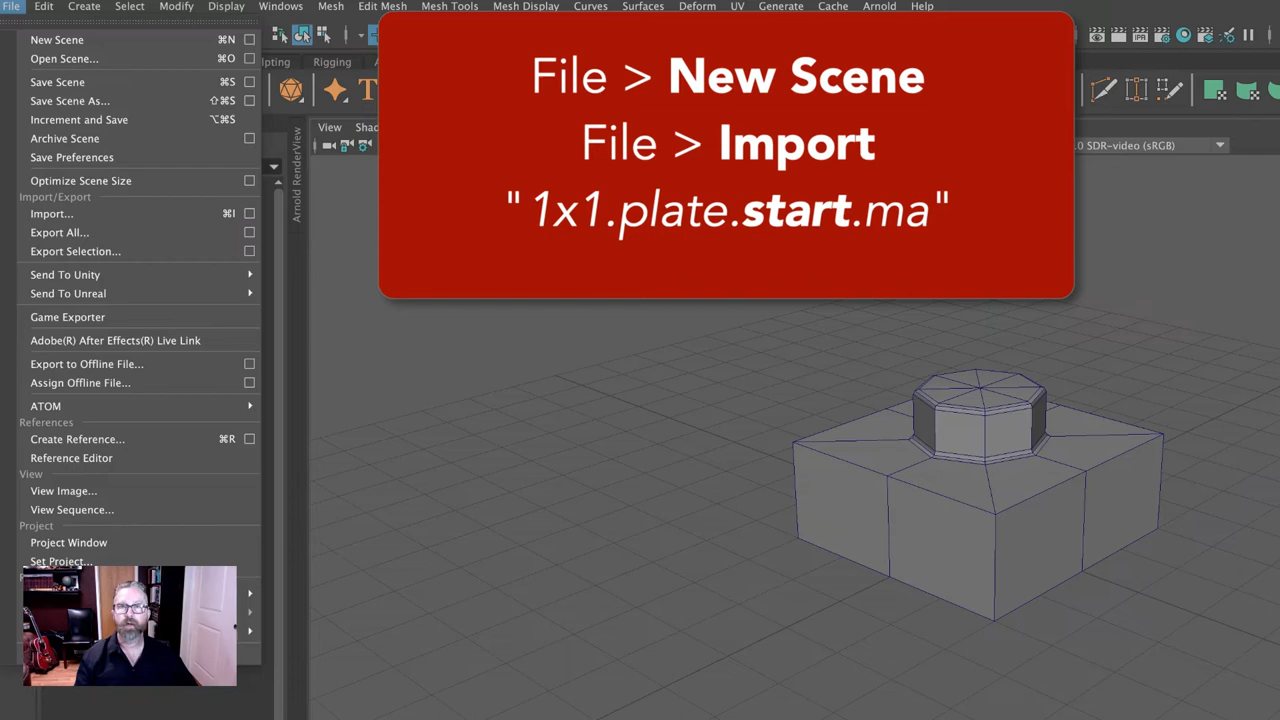 File Edit Create Select Modify Display Windows Mesh Edit Mesh Mesh Tools Mesh Display Curves Surfaces Deform UV Generate Cache Arnold Help
File > New Scene
File > Import
"1x1.plate.start.ma"
New Scene ⌘N
Open Scene... ⌘O
Save Scene ⌘S
Save Scene As... ⇧⌘S
Increment and Save ⌥⌘S
Archive Scene
Save Preferences
Optimize Scene Size
Import/Export
Import... ⌘I
Export All...
Export Selection...
Send To Unity
Send To Unreal
Game Exporter
Adobe(R) After Effects(R) Live Link
Export to Offline File...
Assign Offline File...
ATOM
References
Create Reference... ⌘R
Reference Editor
View
View Image...
View Sequence...
Project
Project Window
Set Project...
Rigging
IPR
T
View
Arnold RenderView
SDR-video (sRGB)